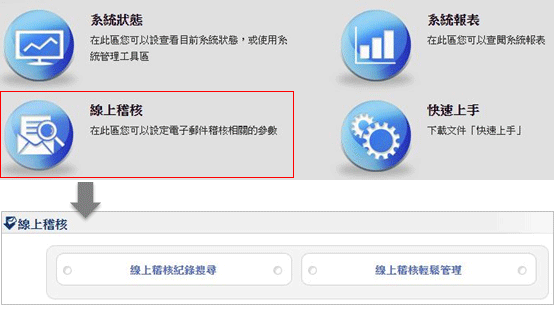 系統狀態
在此區您可以設查看目前系統狀態，或使用系
統管理工具區
系統報表
在此區您可以查閱系統報表
線上稽核
在此區您可以設定電子郵件稽核相關的參數
快速上手
下載文件「快速上手」
線上稽核
線上稽核紀錄搜尋
線上稽核輕鬆管理